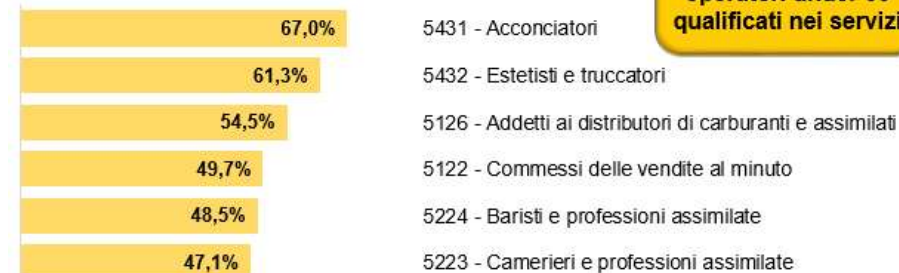 qualificati nei servizi
67,0% 5431 - Acconciatori
61,3% 5432 - Estetisti e truccatori
54,5% 5126 - Addetti ai distributori di carburanti e assimilati
49,7% 5122 - Commessi delle vendite al minuto
48,5% 5224 - Baristi e professioni assimilate
47,1% 5223 - Camerieri e professioni assimilate